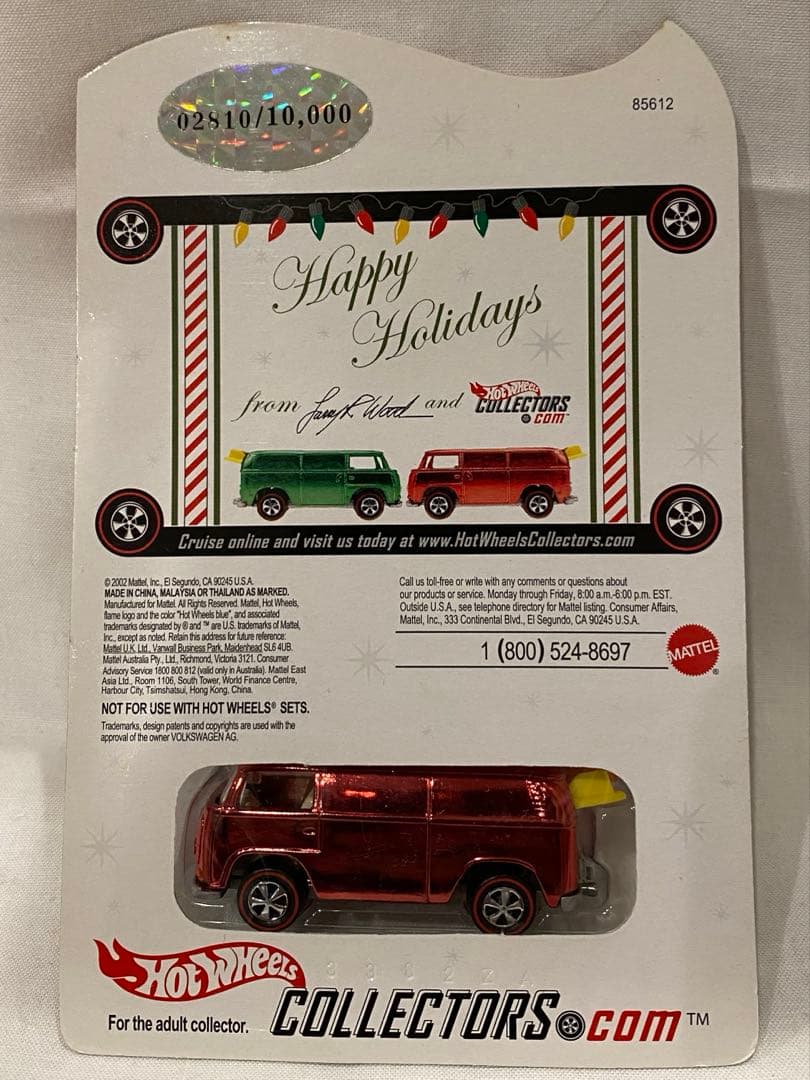 02810/10,000
85612
Happy
Holidays
from Larry R. Wood and HOT WHEELS COLLECTORS .COM™
Cruise online and visit us today at www.HotWheelsCollectors.com
© 2002 Mattel, Inc., El Segundo, CA 90245 U.S.A.
MADE IN CHINA, MALAYSIA OR THAILAND AS MARKED.
Manufactured for Mattel. All Rights Reserved. Mattel, Hot Wheels,
flame logo and the color "Hot Wheels blue", and associated
trademarks designated by ® and ™ are U.S. trademarks of Mattel,
Inc., except as noted. Retain this address for future reference:
Mattel U.K. Ltd., Vanwall Business Park, Maidenhead SL6 4UB.
Mattel Australia Pty., Ltd., Richmond, Victoria 3121. Consumer
Advisory Service 1800 800 812 (valid only in Australia). Mattel East
Asia Ltd., Room 1106, South Tower, World Finance Centre,
Harbour City, Tsimshatsui, Hong Kong, China.
NOT FOR USE WITH HOT WHEELS® SETS.
Trademarks, design patents and copyrights are used with the
approval of the owner VOLKSWAGEN AG.
Call us toll-free or write with any comments or questions about
our products or service. Monday through Friday, 8:00 a.m.-6:00 p.m. EST.
Outside U.S.A., see telephone directory for Mattel listing. Consumer Affairs,
Mattel, Inc., 333 Continental Blvd., El Segundo, CA 90245 U.S.A.
1 (800) 524-8697
MATTEL®
HOT WHEELS
COLLECTORS.COM™
For the adult collector.